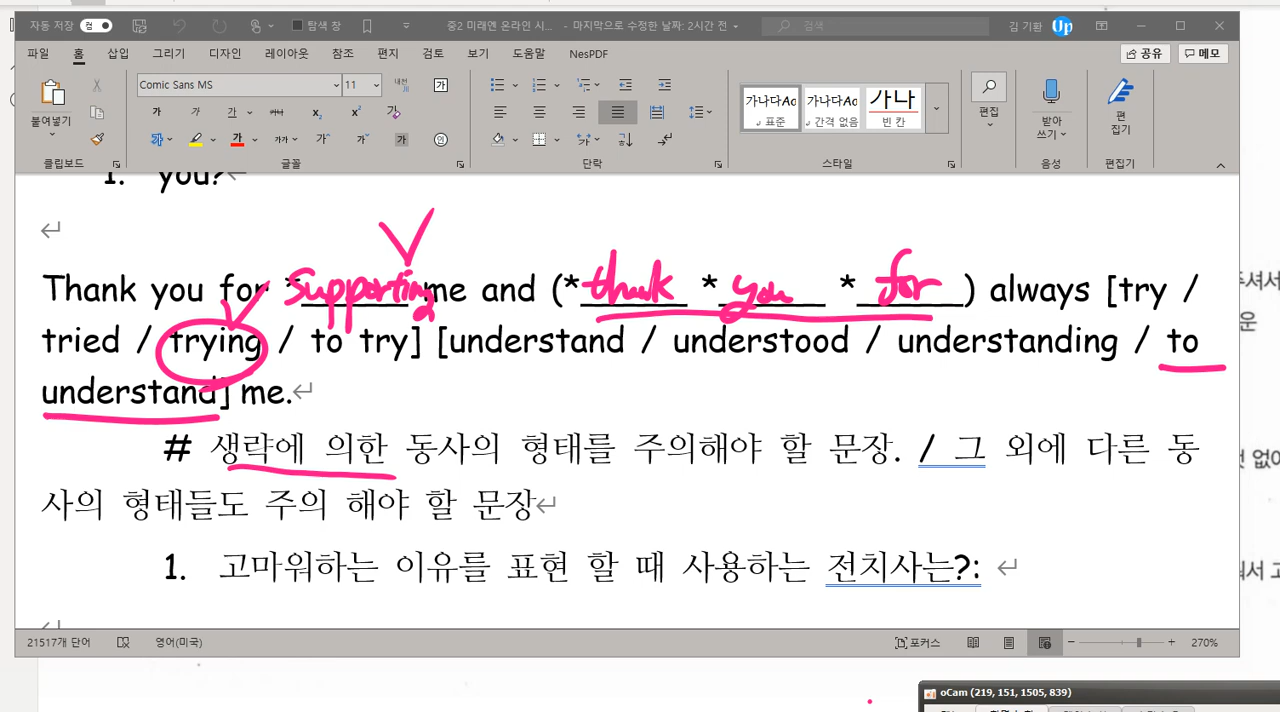 자동 저장 컴 탐색 창 중2 미래엔 온라인 시... - 마지막으로 수정한 날짜: 2시간 전 검색 김 기환 Up
파일 홈 삽입 그리기 디자인 레이아웃 참조 편지 검토 보기 도움말 NesPDF 공유 메모
붙여넣기 Comic Sans MS 11 가나다Aa 가나다Aa 가나 편집 받아 편
표준 간격 없음 빈 칸 쓰기 집기
클립보드 글꼴 단락 스타일 음성 편집기
1. you?
Thank you for *supporting me and (*thank *you *for) always [try /
tried / trying / to try] [understand / understood / understanding / to
understand] me.
# 생략에 의한 동사의 형태를 주의해야 할 문장. / 그 외에 다른 동
사의 형태들도 주의 해야 할 문장
1. 고마워하는 이유를 표현 할 때 사용하는 전치사는?:
21517개 단어 영어(미국) 포커스 270%
oCam (219, 151, 1505, 839)